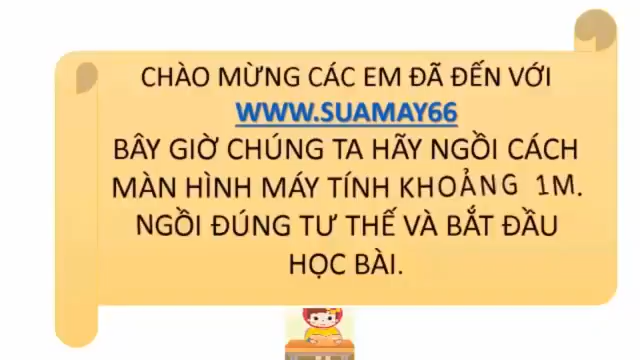 CHÀO MỪNG CÁC EM ĐÃ ĐẾN VỚI
WWW.SUAMAY66
BÂY GIỜ CHÚNG TA HÃY NGỒI CÁCH
MÀN HÌNH MÁY TÍNH KHOẢNG 1M.
NGỒI ĐÚNG TƯ THẾ VÀ BẮT ĐẦU
HỌC BÀI.